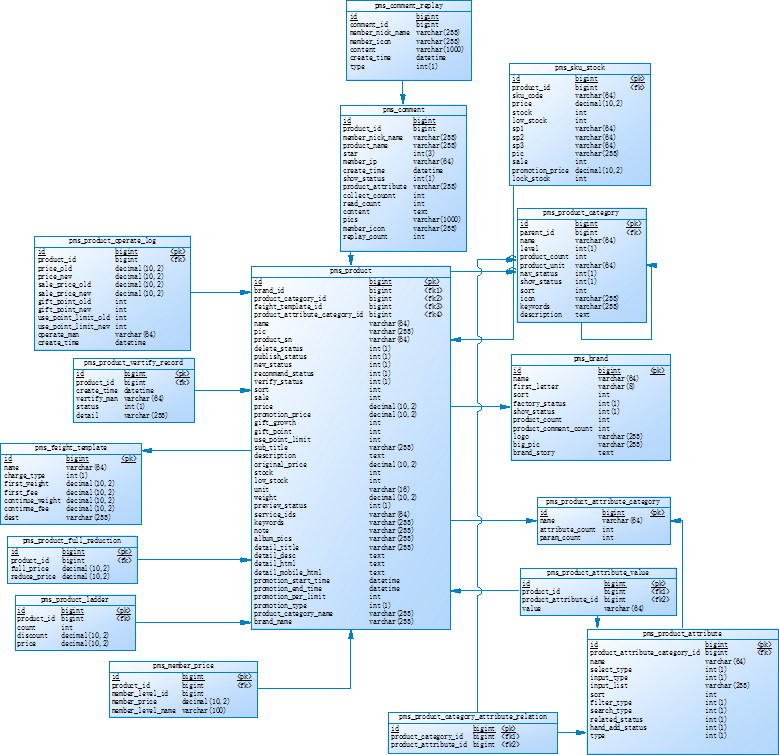 pms_comment_replay
id bigint
comment_id bigint
member_nick_name varchar(255)
member_icon varchar(255)
content varchar(1000)
create_time datetime
type int(1)
pms_sku_stock
id bigint <pk>
product_id bigint <fk>
sku_code varchar(64)
price decimal(10,2)
stock int
low_stock int
sp1 varchar(64)
sp2 varchar(64)
sp3 varchar(64)
pic varchar(255)
sale int
promotion_price decimal(10,2)
lock_stock int
pms_comment
id bigint
product_id bigint
member_nick_name varchar(255)
product_name varchar(255)
star int(3)
member_ip varchar(64)
create_time datetime
show_status int(1)
product_attribute varchar(255)
collect_couont int
read_count int
content text
pics varchar(1000)
member_icon varchar(255)
replay_count int
pms_product_category
id bigint <pk>
parent_id bigint <fk>
name varchar(64)
level int(1)
product_count int
product_unit varchar(64)
nav_status int(1)
show_status int(1)
sort int
icon varchar(255)
keywords varchar(255)
description text
pms_product_operate_log
id bigint <pk>
product_id bigint <fk>
price_old decimal(10,2)
price_new decimal(10,2)
sale_price_old decimal(10,2)
sale_price_new decimal(10,2)
gift_point_old int
gift_point_new int
use_point_limit_old int
use_point_limit_new int
operate_man varchar(64)
create_time datetime
pms_product
id bigint <pk>
brand_id bigint <fk1>
product_category_id bigint <fk2>
feight_template_id bigint <fk3>
product_attribute_category_id bigint <fk4>
name varchar(64)
pic varchar(255)
product_sn varchar(64)
delete_status int(1)
publish_status int(1)
new_status int(1)
recommand_status int(1)
verify_status int(1)
sort int
sale int
price decimal(10,2)
promotion_price decimal(10,2)
gift_growth int
gift_point int
use_point_limit int
sub_title varchar(255)
description text
original_price decimal(10,2)
stock int
low_stock int
unit varchar(16)
weight decimal(10,2)
preview_status int(1)
service_ids varchar(64)
keywords varchar(255)
note varchar(255)
album_pics varchar(255)
detail_title varchar(255)
detail_desc text
detail_html text
detail_mobile_html text
promotion_start_time datetime
promotion_end_time datetime
promotion_per_limit int
promotion_type int(1)
product_category_name varchar(255)
brand_name varchar(255)
pms_product_vertify_record
id bigint <pk>
product_id bigint <fk>
create_time datetime
vertify_man varchar(64)
status int(1)
detail varchar(255)
pms_brand
id bigint <pk>
name varchar(64)
first_letter varchar(8)
sort int
factory_status int(1)
show_status int(1)
product_count int
product_comment_count int
logo varchar(255)
big_pic varchar(255)
brand_story text
pms_feight_template
id bigint <pk>
name varchar(64)
charge_type int(1)
first_weight decimal(10,2)
first_fee decimal(10,2)
continue_weight decimal(10,2)
continme_fee decimal(10,2)
dest varchar(255)
pms_product_attribute_category
id bigint <pk>
name varchar(64)
attribute_count int
param_count int
pms_product_full_reduction
id bigint <pk>
product_id bigint <fk>
full_price decimal(10,2)
reduce_price decimal(10,2)
pms_product_attribute_value
id bigint <pk>
product_id bigint <fk1>
product_attribute_id bigint <fk2>
value varchar(64)
pms_product_ladder
id bigint <pk>
product_id bigint <fk>
count int
discount decimal(10,2)
price decimal(10,2)
pms_product_attribute
id bigint <pk>
product_attribute_category_id bigint <fk>
name varchar(64)
select_type int(1)
input_type int(1)
input_list varchar(255)
sort int
filter_type int(1)
search_type int(1)
related_status int(1)
hand_add_status int(1)
type int(1)
pms_member_price
id bigint <pk>
product_id bigint <fk>
member_level_id bigint
member_price decimal(10,2)
member_level_name varchar(100)
pms_product_category_attribute_relation
id bigint <pk>
product_category_id bigint <fk1>
product_attribute_id bigint <fk2>